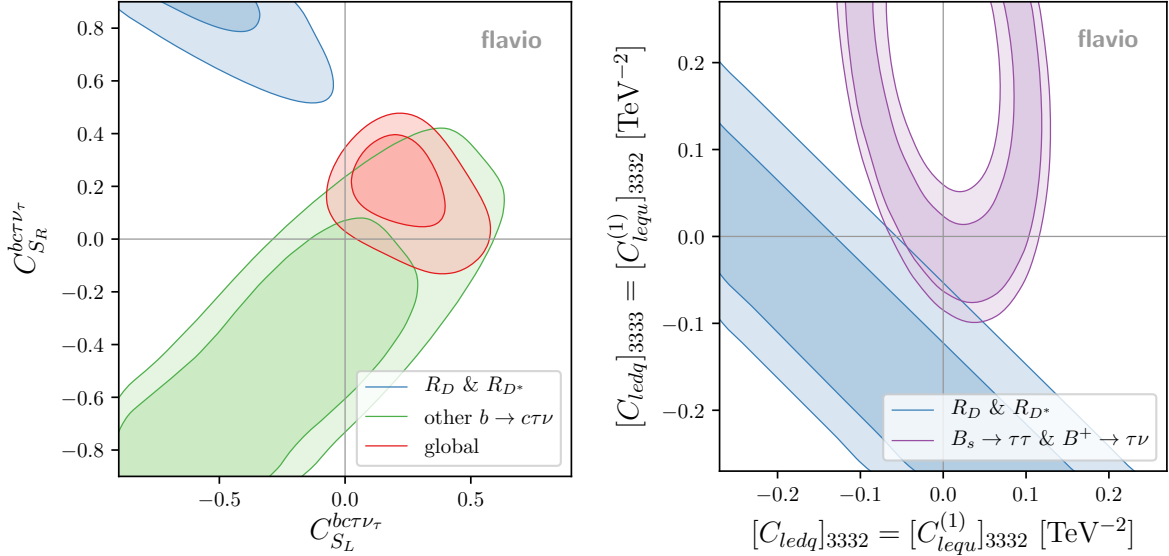 flavio
0.8
0.6
0.4
0.2
0.0
−0.2
−0.4
−0.6
−0.8
−0.5
0.0
0.5
C_{S_R}^{bcτν_τ}
C_{S_L}^{bcτν_τ}
R_D & R_{D*}
other b → cτν
global
flavio
0.2
0.1
0.0
−0.1
−0.2
−0.2
−0.1
0.0
0.1
0.2
[C_{ledq}]_{3333} = [C_{lequ}^{(1)}]_{3332} [TeV^{−2}]
[C_{ledq}]_{3332} = [C_{lequ}^{(1)}]_{3332} [TeV^{−2}]
R_D & R_{D*}
B_s → ττ & B^+ → τν